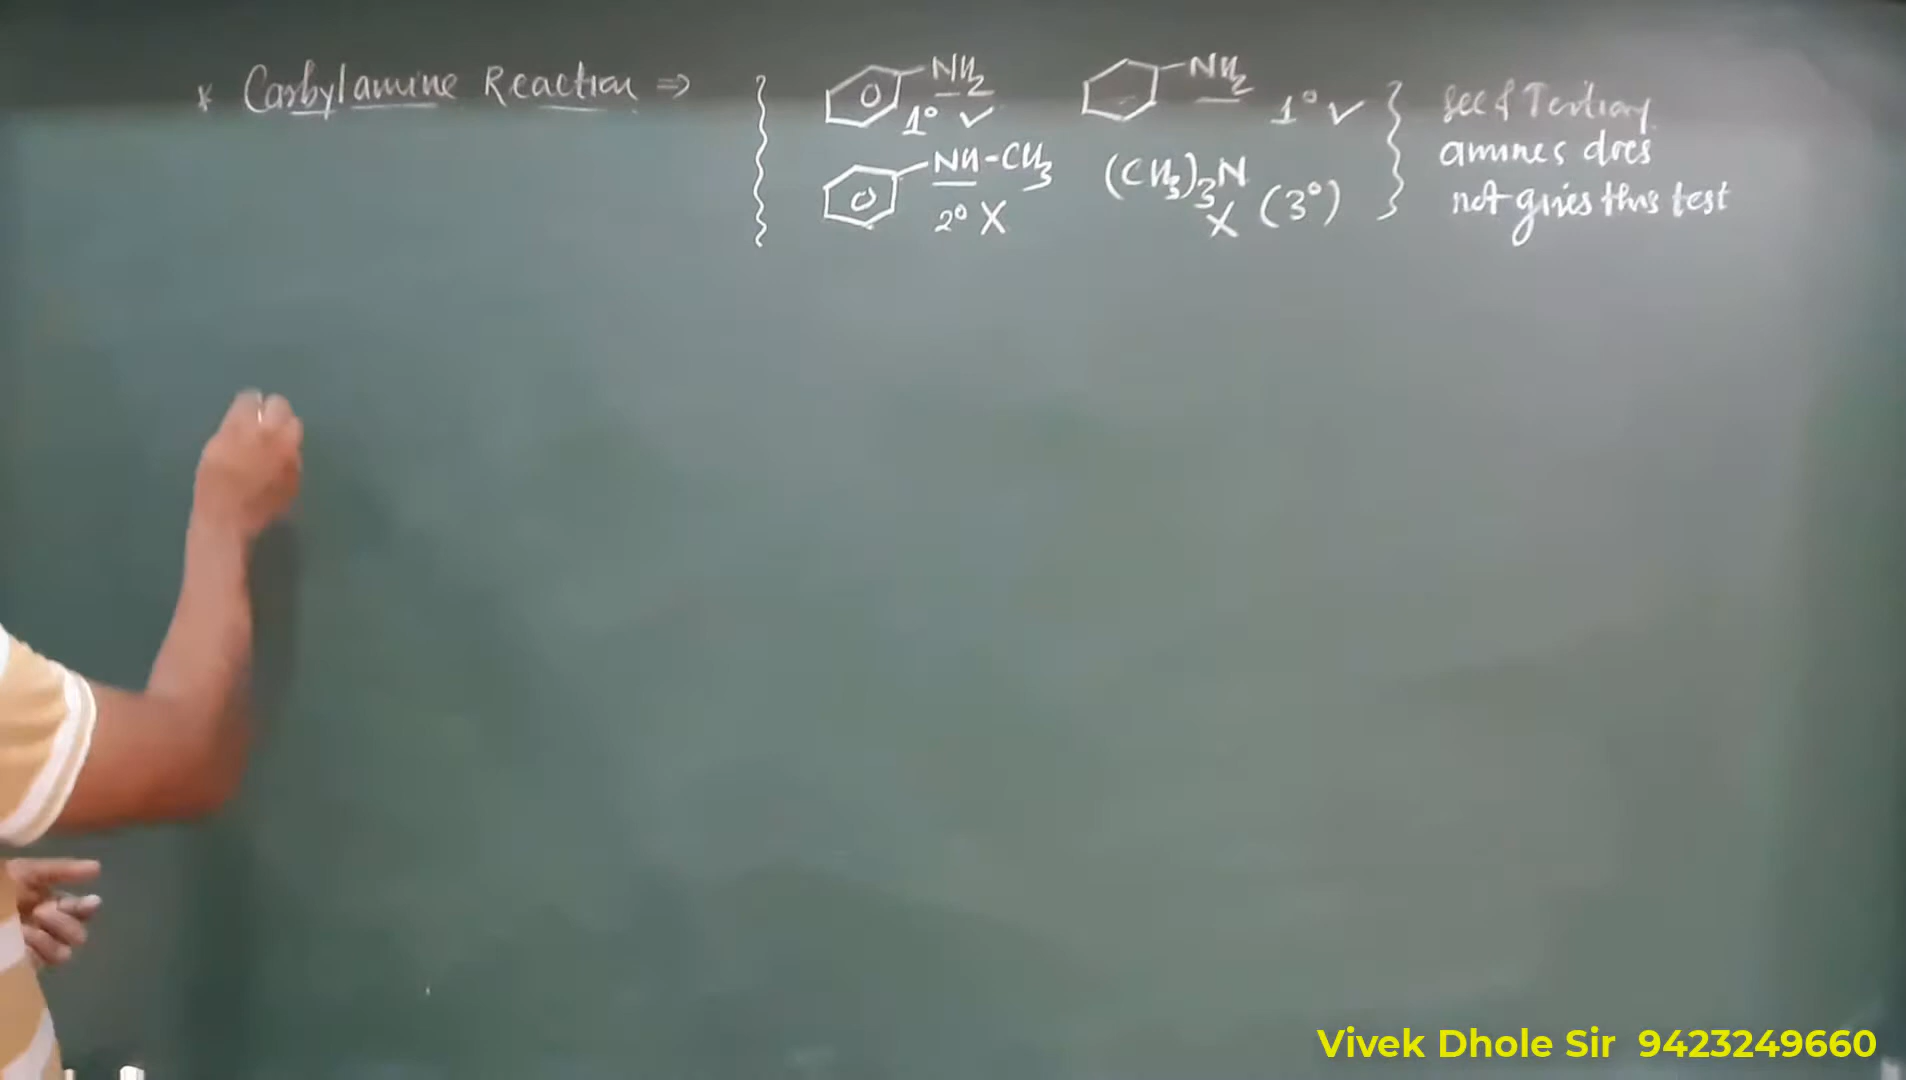 * Carbylamine Reaction ⇒
NH2 NH2
1° ✓ 1° ✓
NH-CH3 (CH3)3N
2° X X (3°)
Sec & Tertiary
amines does
not gives this test
Vivek Dhole Sir 9423249660